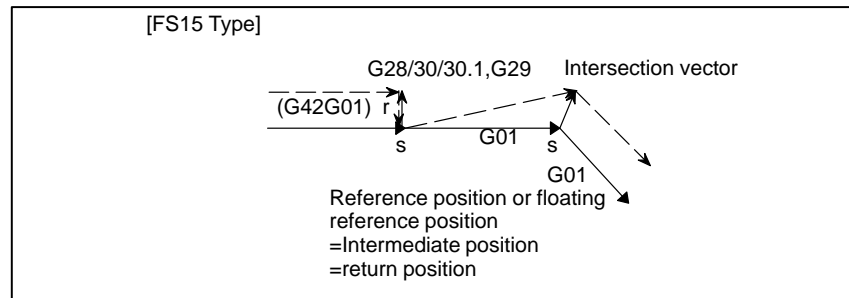 [FS15 Type]
G28/30/30.1,G29
Intersection vector
(G42G01)
r
s
G01
s
G01
Reference position or floating
reference position
=Intermediate position
=return position